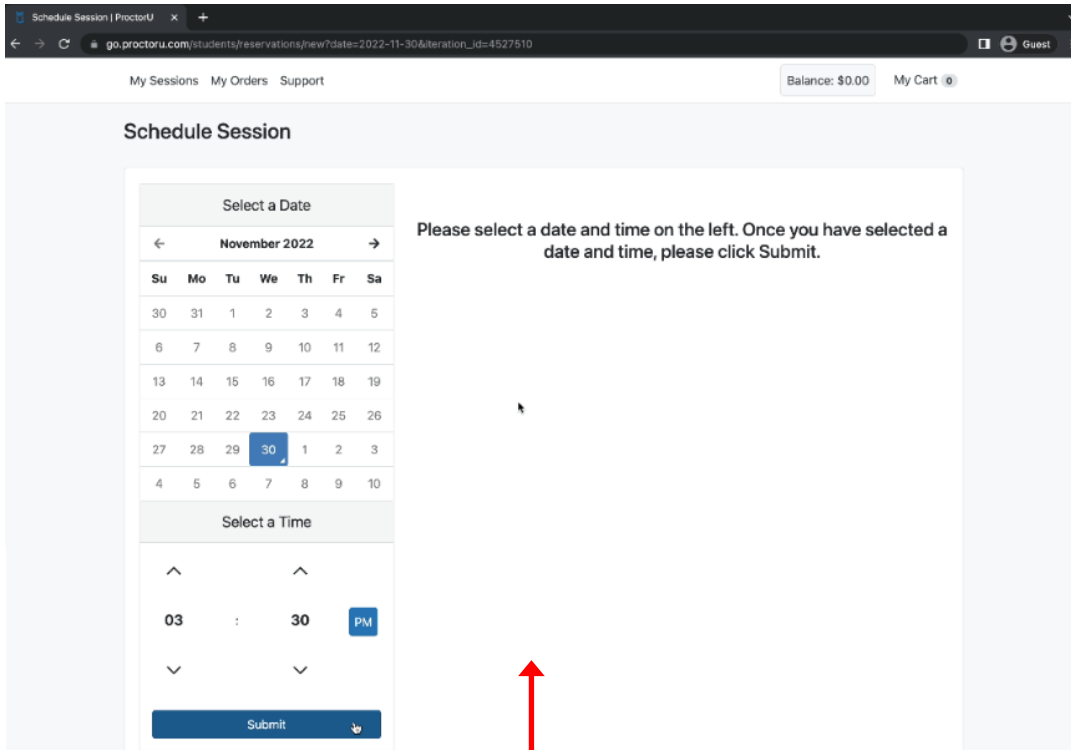 Schedule Session | ProctorU
go.proctoru.com/students/reservations/new?date=2022-11-30&iteration_id=4527510
Guest
My Sessions My Orders Support
Balance: $0.00
My Cart 0
Schedule Session
Select a Date
November 2022
Su Mo Tu We Th Fr Sa
30 31 1 2 3 4 5
6 7 8 9 10 11 12
13 14 15 16 17 18 19
20 21 22 23 24 25 26
27 28 29 30 1 2 3
4 5 6 7 8 9 10
Select a Time
03 : 30 PM
Submit
Please select a date and time on the left. Once you have selected a
date and time, please click Submit.